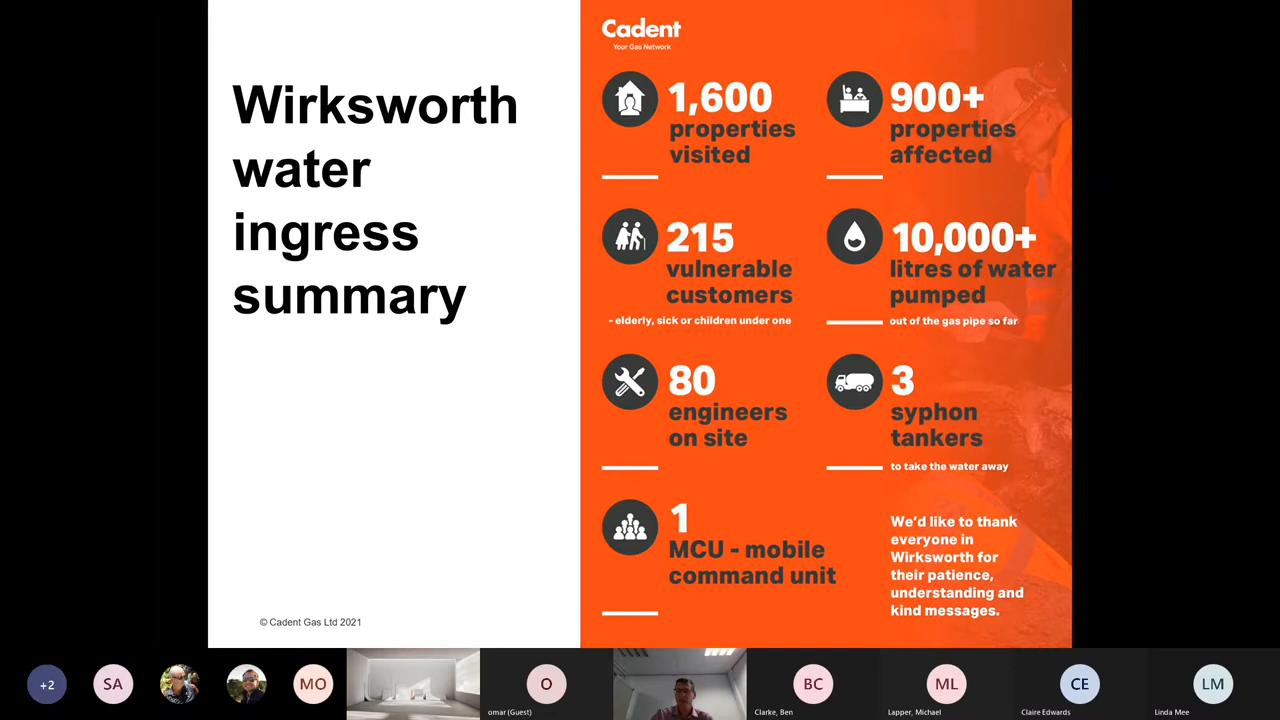 Wirksworth
water
ingress
summary
© Cadent Gas Ltd 2021
Cadent
Your Gas Network
1,600
properties
visited
900+
properties
affected
215
vulnerable
customers
- elderly, sick or children under one
10,000+
litres of water
pumped
out of the gas pipe so far
80
engineers
on site
3
syphon
tankers
to take the water away
1
MCU - mobile
command unit
We'd like to thank
everyone in
Wirksworth for
their patience,
understanding and
kind messages.
+2
SA
MO
O
omar (Guest)
BC
Clarke, Ben
ML
Lapper, Michael
CE
Claire Edwards
LM
Linda Mee